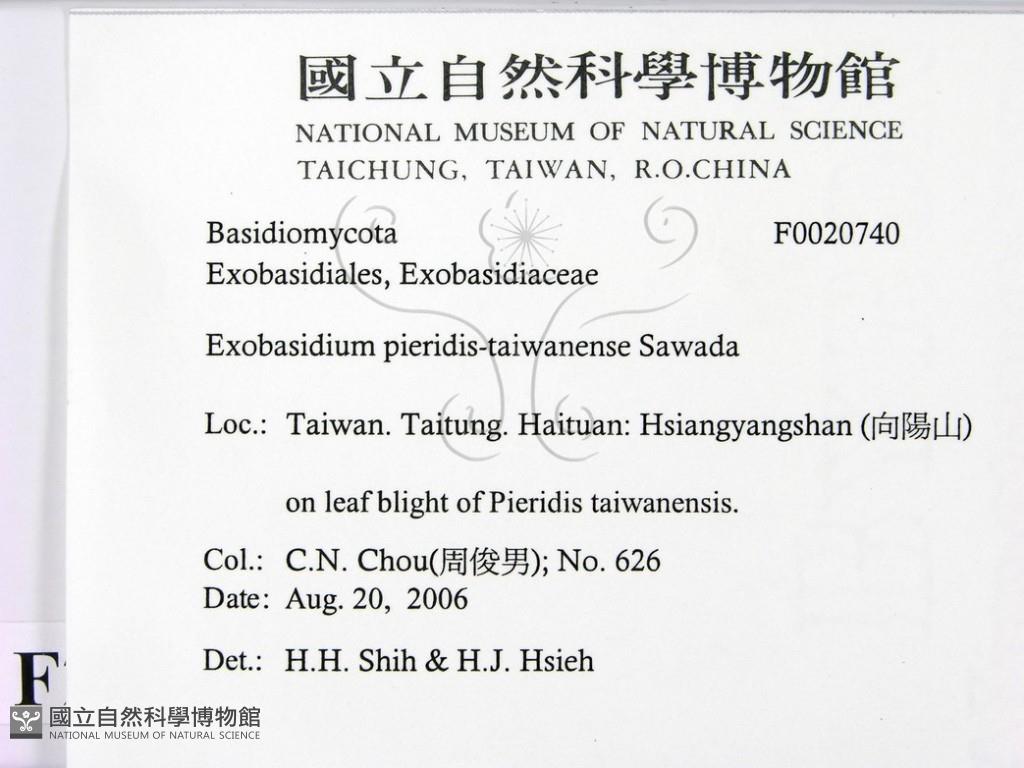 國立自然科學博物館
NATIONAL MUSEUM OF NATURAL SCIENCE
TAICHUNG, TAIWAN, R.O.CHINA
Basidiomycota F0020740
Exobasidiales, Exobasidiaceae
Exobasidium pieridis-taiwanense Sawada
Loc.: Taiwan. Taitung. Haituan: Hsiangyangshan (向陽山)
on leaf blight of Pieridis taiwanensis.
Col.: C.N. Chou(周俊男); No. 626
Date: Aug. 20, 2006
Det.: H.H. Shih & H.J. Hsieh
F
國立自然科學博物館
NATIONAL MUSEUM OF NATURAL SCIENCE